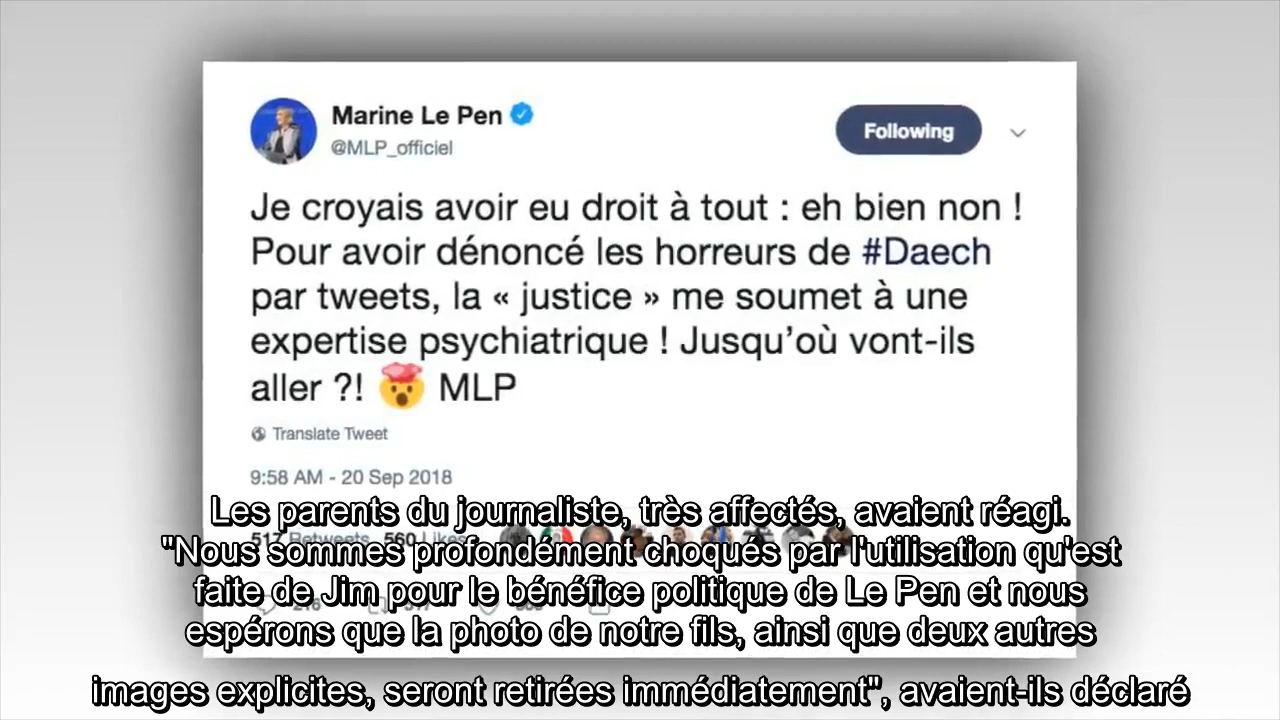 Marine Le Pen
@MLP_officiel
Following
Je croyais avoir eu droit à tout : eh bien non !
Pour avoir dénoncé les horreurs de #Daech
par tweets, la « justice » me soumet à une
expertise psychiatrique ! Jusqu’où vont-ils
aller ?! 🤯 MLP
Translate Tweet
9:58 AM - 20 Sep 2018
Les parents du journaliste, très affectés, avaient réagi.
517 Retweets 560 Likes
"Nous sommes profondément choqués par l'utilisation qu'est
faite de Jim pour le bénéfice politique de Le Pen et nous
espérons que la photo de notre fils, ainsi que deux autres
images explicites, seront retirées immédiatement", avaient-ils déclaré